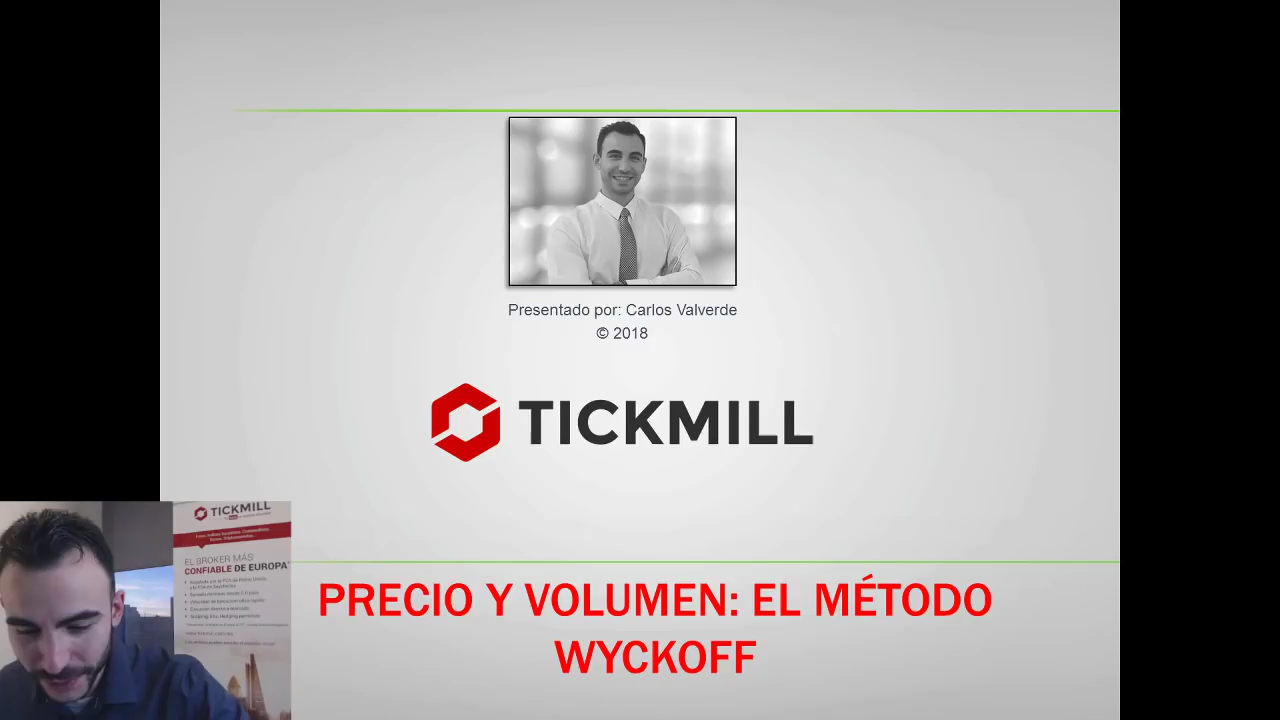 Presentado por: Carlos Valverde
© 2018
TICKMILL
TICKMILL
EL BROKER MÁS
CONFIABLE DE EUROPA*
PRECIO Y VOLUMEN: EL MÉTODO
WYCKOFF